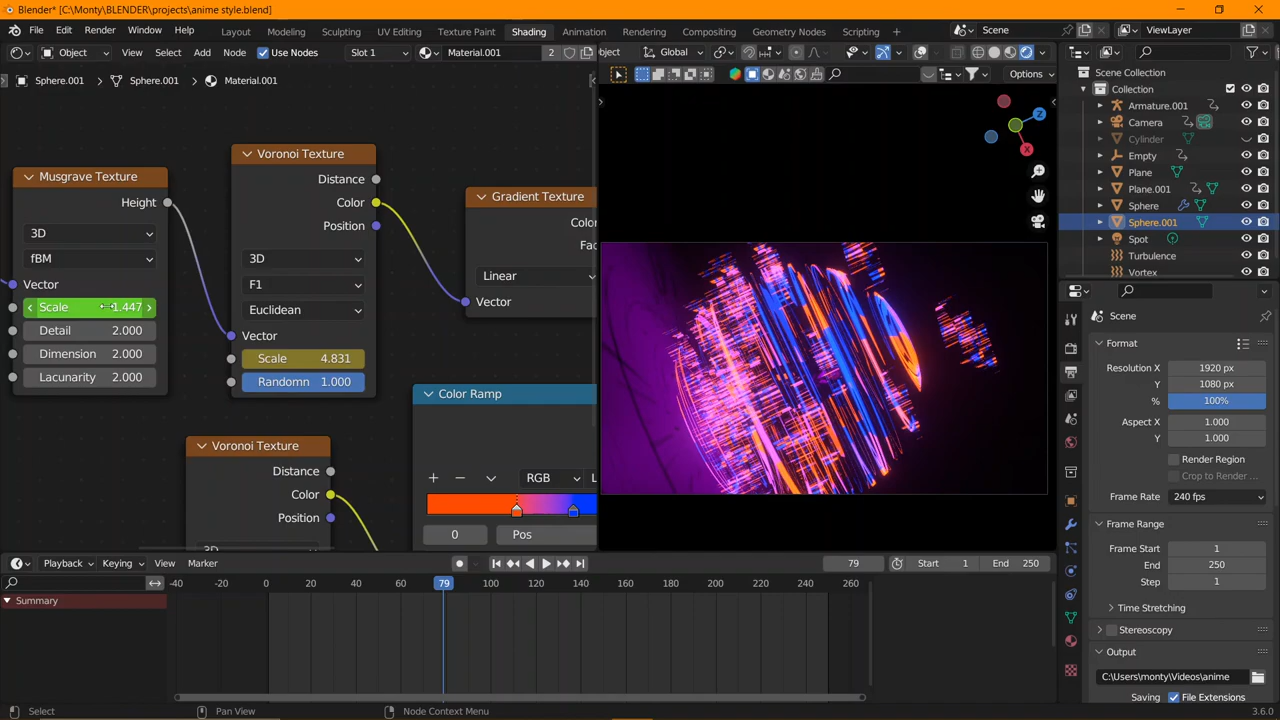 Blender* [C:\Monty\BLENDER\projects\anime style.blend]
File Edit Render Window Help Layout Modeling Sculpting UV Editing Texture Paint Shading Animation Rendering Compositing Geometry Nodes Scripting Scene ViewLayer
Object View Select Add Node Use Nodes Slot 1 Material.001 2 object Global
Sphere.001 Sphere.001 Material.001
Options
Scene Collection
Collection
Armature.001
Camera
Cylinder
Empty
Plane
Plane.001
Sphere
Sphere.001
Spot
Turbulence
Vortex
Musgrave Texture
Height
3D
fBM
Vector
Scale 1.447
Detail 2.000
Dimension 2.000
Lacunarity 2.000
Voronoi Texture
Distance
Color
Position
3D
F1
Euclidean
Vector
Scale 4.831
Randomn 1.000
Gradient Texture
Color
Fac
Linear
Vector
Voronoi Texture
Distance
Color
Position
3D
Color Ramp
RGB L
0 Pos
X
Z
Scene
Format
Resolution X 1920 px
Y 1080 px
% 100%
Aspect X 1.000
Y 1.000
Render Region
Crop to Render ...
Frame Rate 240 fps
Frame Range
Frame Start 1
End 250
Step 1
Time Stretching
Stereoscopy
Output
C:\Users\monty\Videos\anime
Saving File Extensions
Playback Keying View Marker 79 Start 1 End 250
-40 -20 0 20 40 60 79 100 120 140 160 180 200 220 240 260
Summary
Select Pan View Node Context Menu 3.6.0